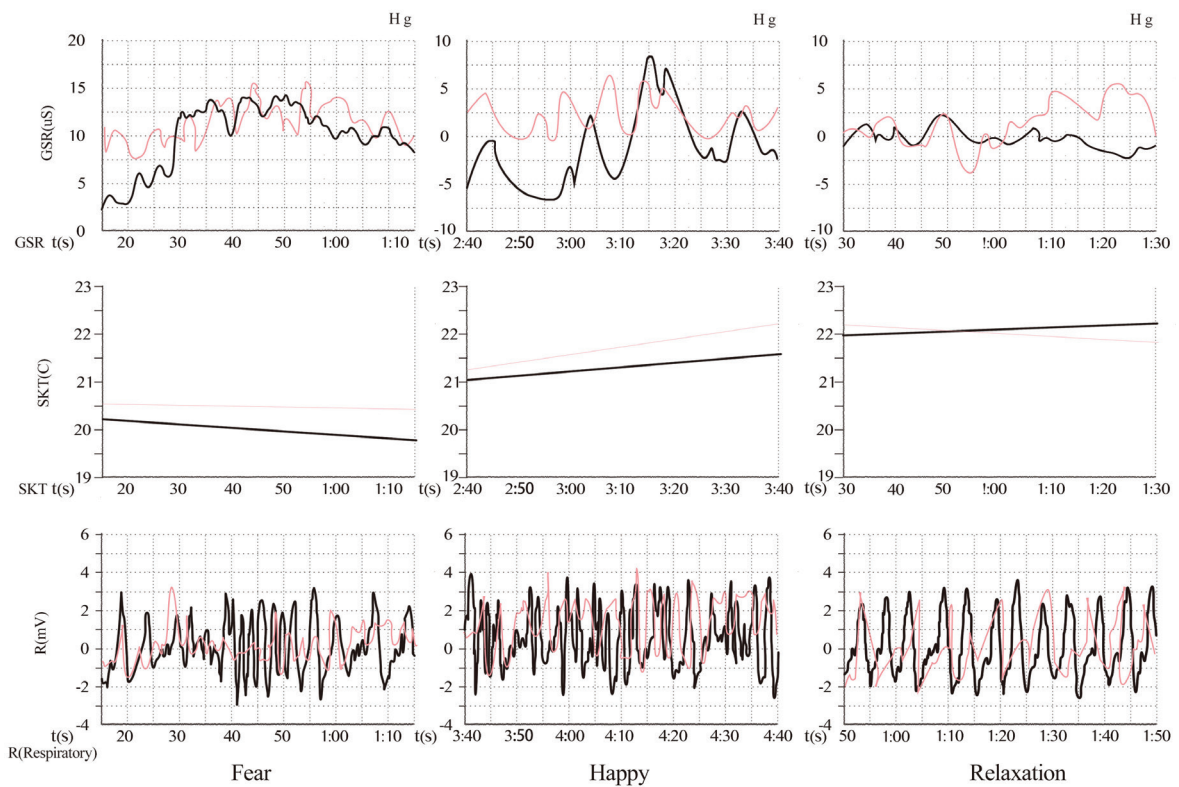 H g H g H g
20 10 10
15 5 5
10 0 0
5 -5 -5
0 -10 -10
GSR(uS)
GSR t(s) 20 30 40 50 1:00 1:10 t(s) 2:40 2:50 3:00 3:10 3:20 3:30 3:40 t(s) 30 40 50 !:00 1:10 1:20 1:30
23 23 23
22 22 22
21 21 21
20 20 20
19 19 19
SKT(C)
SKT t(s) 20 30 40 50 1:00 1:10 t(s) 2:40 2:50 3:00 3:10 3:20 3:30 3:40 t(s) 30 40 50 1:00 1:10 1:20 1:30
6 6 6
4 4 4
2 2 2
0 0 0
-2 -2 -2
-4 -4 -4
R(mV)
t(s) 20 30 40 50 1:00 1:10 t(s) 3:40 3:50 4:00 4:10 4:20 4:30 4:40 t(s) 50 1:00 1:10 1:20 1:30 1:40 1:50
R(Respiratory)
Fear Happy Relaxation